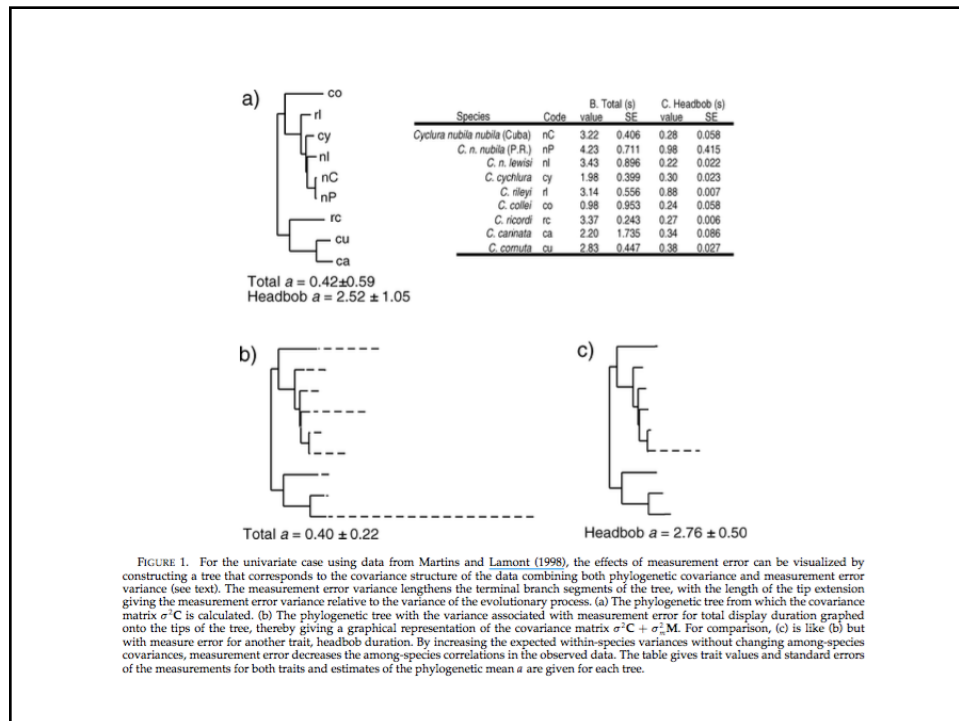 a)
co
rl
cy
nl
nC
nP
rc
cu
ca
Total a = 0.42±0.59
Headbob a = 2.52 ± 1.05
B. Total (s) C. Headbob (s)
Species Code value SE value SE
Cyclura nubila nubila (Cuba) nC 3.22 0.406 0.28 0.058
C. n. nubila (P.R.) nP 4.23 0.711 0.98 0.415
C. n. lewisi nl 3.43 0.896 0.22 0.022
C. cychlura cy 1.98 0.399 0.30 0.023
C. rileyi rl 3.14 0.556 0.88 0.007
C. collei co 0.98 0.953 0.24 0.058
C. ricordi rc 3.37 0.243 0.27 0.006
C. carinata ca 2.20 1.735 0.34 0.086
C. cornuta cu 2.83 0.447 0.38 0.027
b)
Total a = 0.40 ± 0.22
c)
Headbob a = 2.76 ± 0.50
FIGURE 1. For the univariate case using data from Martins and Lamont (1998), the effects of measurement error can be visualized by
constructing a tree that corresponds to the covariance structure of the data combining both phylogenetic covariance and measurement error
variance (see text). The measurement error variance lengthens the terminal branch segments of the tree, with the length of the tip extension
giving the measurement error variance relative to the variance of the evolutionary process. (a) The phylogenetic tree from which the covariance
matrix σ²C is calculated. (b) The phylogenetic tree with the variance associated with measurement error for total display duration graphed
onto the tips of the tree, thereby giving a graphical representation of the covariance matrix σ²C + σ²ₘM. For comparison, (c) is like (b) but
with measure error for another trait, headbob duration. By increasing the expected within-species variances without changing among-species
covariances, measurement error decreases the among-species correlations in the observed data. The table gives trait values and standard errors
of the measurements for both traits and estimates of the phylogenetic mean a are given for each tree.